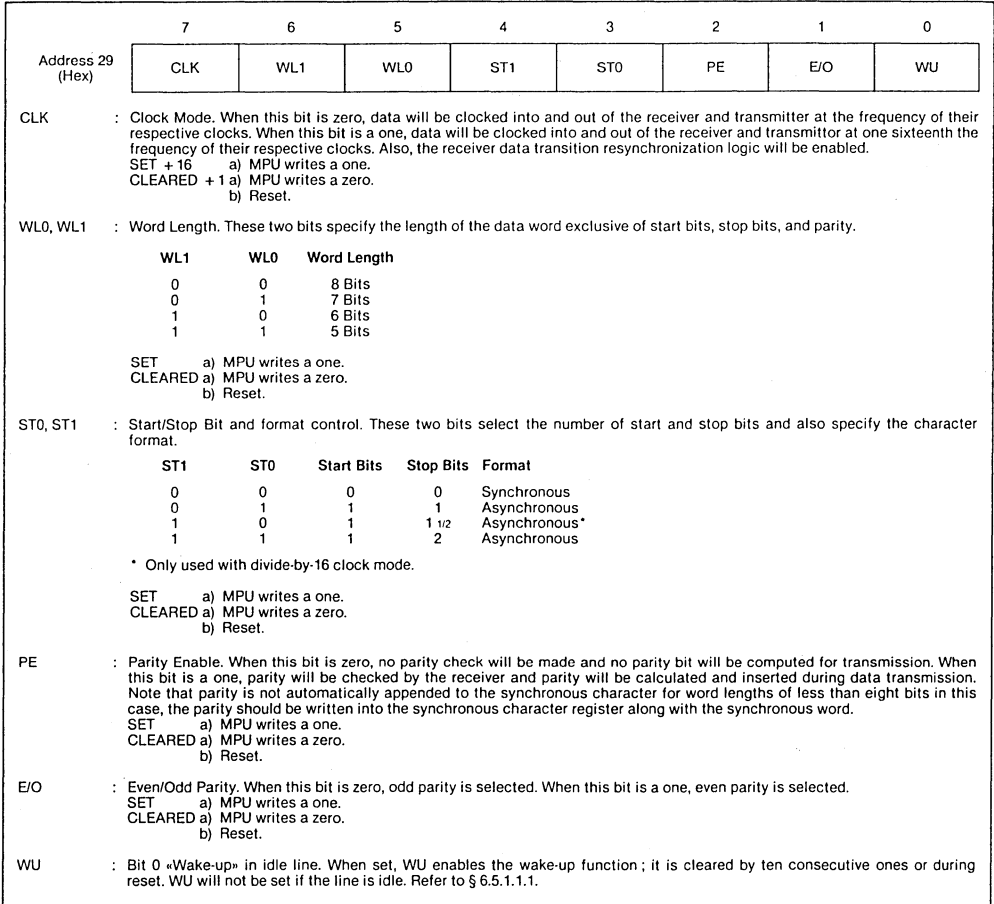 7 6 5 4 3 2 1 0
Address 29 CLK WL1 WL0 ST1 ST0 PE E/O WU
(Hex)
CLK : Clock Mode. When this bit is zero, data will be clocked into and out of the receiver and transmitter at the frequency of their
respective clocks. When this bit is a one, data will be clocked into and out of the receiver and transmittor at one sixteenth the
frequency of their respective clocks. Also, the receiver data transition resynchronization logic will be enabled.
SET + 16 a) MPU writes a one.
CLEARED + 1 a) MPU writes a zero.
b) Reset.
WL0, WL1 : Word Length. These two bits specify the length of the data word exclusive of start bits, stop bits, and parity.
WL1 WL0 Word Length
0 0 8 Bits
0 1 7 Bits
1 0 6 Bits
1 1 5 Bits
SET a) MPU writes a one.
CLEARED a) MPU writes a zero.
b) Reset.
ST0, ST1 : Start/Stop Bit and format control. These two bits select the number of start and stop bits and also specify the character
format.
ST1 ST0 Start Bits Stop Bits Format
0 0 0 0 Synchronous
0 1 1 1 Asynchronous
1 0 1 1 1/2 Asynchronous*
1 1 1 2 Asynchronous
* Only used with divide-by-16 clock mode.
SET a) MPU writes a one.
CLEARED a) MPU writes a zero.
b) Reset.
PE : Parity Enable. When this bit is zero, no parity check will be made and no parity bit will be computed for transmission. When
this bit is a one, parity will be checked by the receiver and parity will be calculated and inserted during data transmission.
Note that parity is not automatically appended to the synchronous character for word lengths of less than eight bits in this
case, the parity should be written into the synchronous character register along with the synchronous word.
SET a) MPU writes a one.
CLEARED a) MPU writes a zero.
b) Reset.
E/O : Even/Odd Parity. When this bit is zero, odd parity is selected. When this bit is a one, even parity is selected.
SET a) MPU writes a one.
CLEARED a) MPU writes a zero.
b) Reset.
WU : Bit 0 «Wake-up» in idle line. When set, WU enables the wake-up function ; it is cleared by ten consecutive ones or during
reset. WU will not be set if the line is idle. Refer to § 6.5.1.1.1.